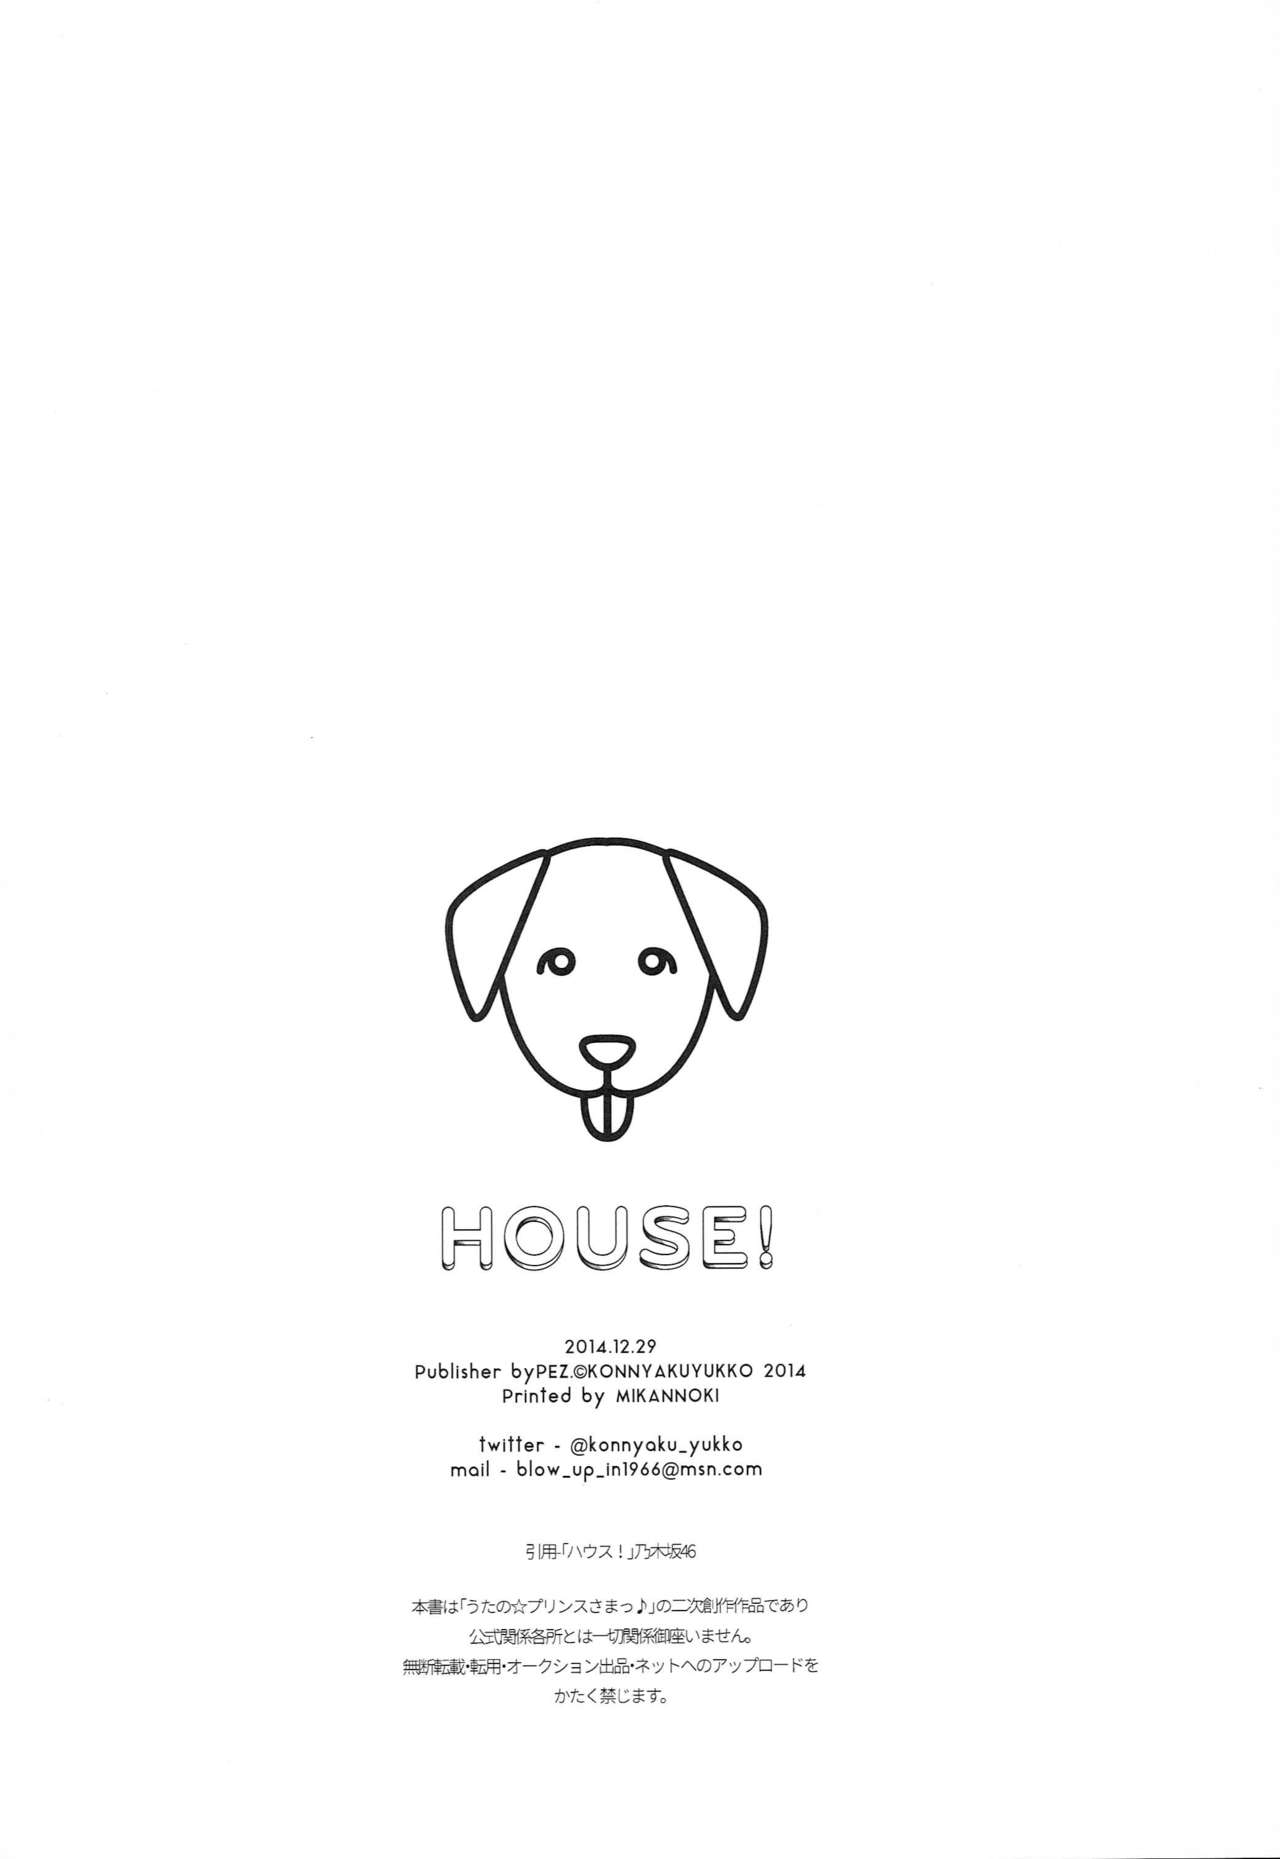 HOUSE!
2014.12.29
Publisher byPEZ.©KONNYAKUYUKKO 2014
Printed by MIKANNOKI
twitter - @konnyaku_yukko
mail - blow_up_in1966@msn.com
引用-「ハウス！」乃木坂46
本書は「うたの☆プリンスさまっ♪」の二次創作作品であり
公式関係各所とは一切関係御座いません。
無断転載・転用・オークション出品・ネットへのアップロードを
かたく禁じます。